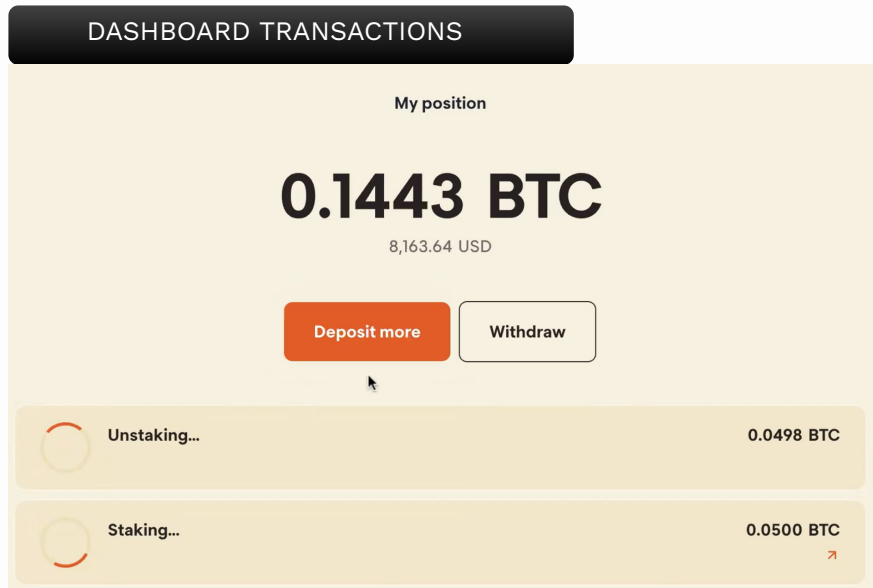 DASHBOARD TRANSACTIONS
My position
0.1443 BTC
8,163.64 USD
Deposit more Withdraw
Unstaking... 0.0498 BTC
Staking... 0.0500 BTC